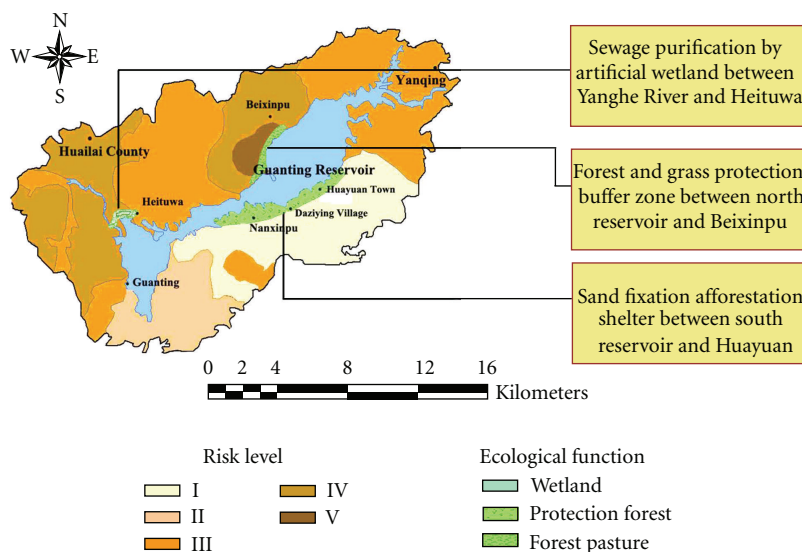 N
W E
S
Yanqing
Beixinpu
Huailai County
Guanting Reservoir
Huayuan Town
Heituwa
Daziying Village
Nanxinpu
Guanting
Sewage purification by
artificial wetland between
Yanghe River and Heituwa
Forest and grass protection
buffer zone between north
reservoir and Beixinpu
Sand fixation afforestation
shelter between south
reservoir and Huayuan
0 2 4 8 12 16
Kilometers
Risk level
I
II
III
IV
V
Ecological function
Wetland
Protection forest
Forest pasture